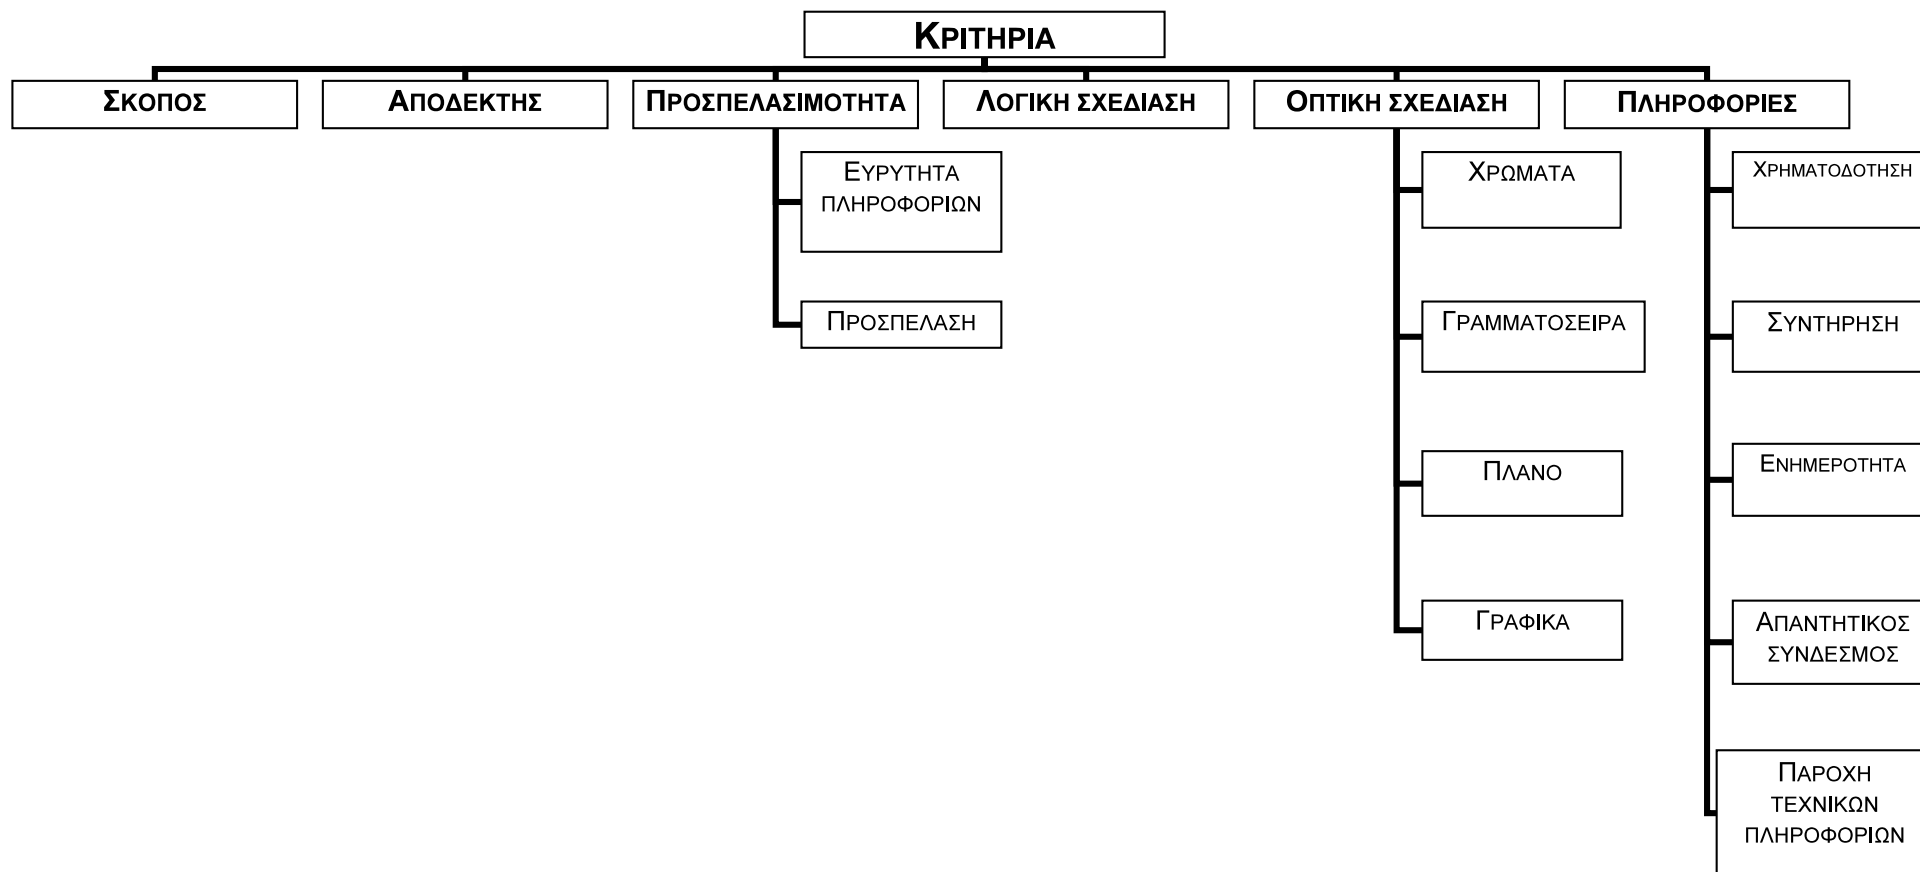 ΚΡΙΤΗΡΙΑ
ΣΚΟΠΟΣ
ΑΠΟΔΕΚΤΗΣ
ΠΡΟΣΠΕΛΑΣΙΜΟΤΗΤΑ
ΛΟΓΙΚΗ ΣΧΕΔΙΑΣΗ
ΟΠΤΙΚΗ ΣΧΕΔΙΑΣΗ
ΠΛΗΡΟΦΟΡΙΕΣ
ΕΥΡΥΤΗΤΑ
ΠΛΗΡΟΦΟΡΙΩΝ
ΠΡΟΣΠΕΛΑΣΗ
ΧΡΩΜΑΤΑ
ΓΡΑΜΜΑΤΟΣΕΙΡΑ
ΠΛΑΝΟ
ΓΡΑΦΙΚΑ
ΧΡΗΜΑΤΟΔΟΤΗΣΗ
ΣΥΝΤΗΡΗΣΗ
ΕΝΗΜΕΡΟΤΗΤΑ
ΑΠΑΝΤΗΤΙΚΟΣ
ΣΥΝΔΕΣΜΟΣ
ΠΑΡΟΧΗ
ΤΕΧΝΙΚΩΝ
ΠΛΗΡΟΦΟΡΙΩΝ